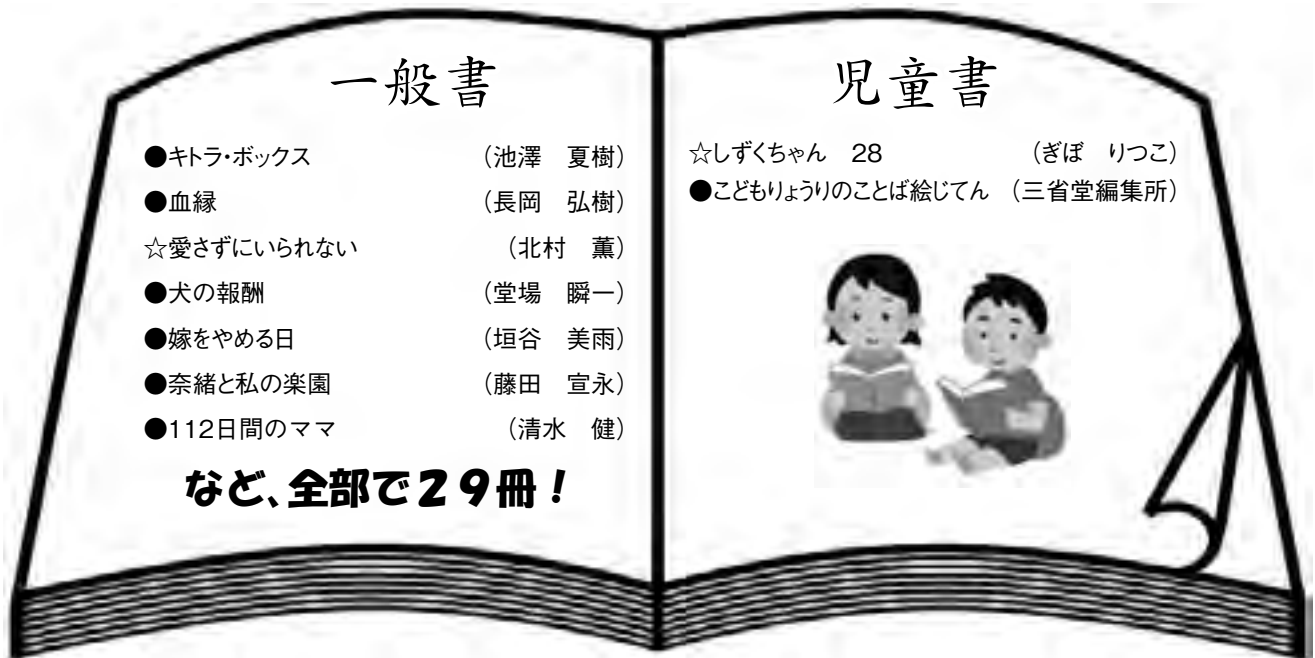 一般書
●キトラ・ボックス　(池澤　夏樹)
●血縁　(長岡　弘樹)
☆愛さずにいられない　(北村　薫)
●犬の報酬　(堂場　瞬一)
●嫁をやめる日　(垣谷　美雨)
●奈緒と私の楽園　(藤田　宣永)
●112日間のママ　(清水　健)
など、全部で２９冊！
児童書
☆しずくちゃん　28　(ぎぼ　りつこ)
●こどもりょうりのことば絵じてん　(三省堂編集所)